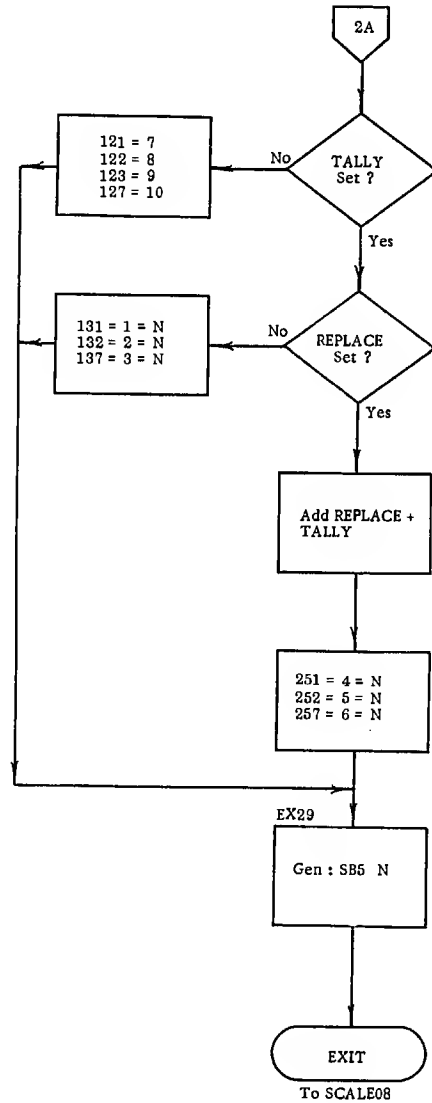 2A
TALLY
Set ?
No
Yes
121 = 7
122 = 8
123 = 9
127 = 10
REPLACE
Set ?
No
Yes
131 = 1 = N
132 = 2 = N
137 = 3 = N
Add REPLACE +
TALLY
251 = 4 = N
252 = 5 = N
257 = 6 = N
EX29
Gen : SB5 N
EXIT
To SCALE08